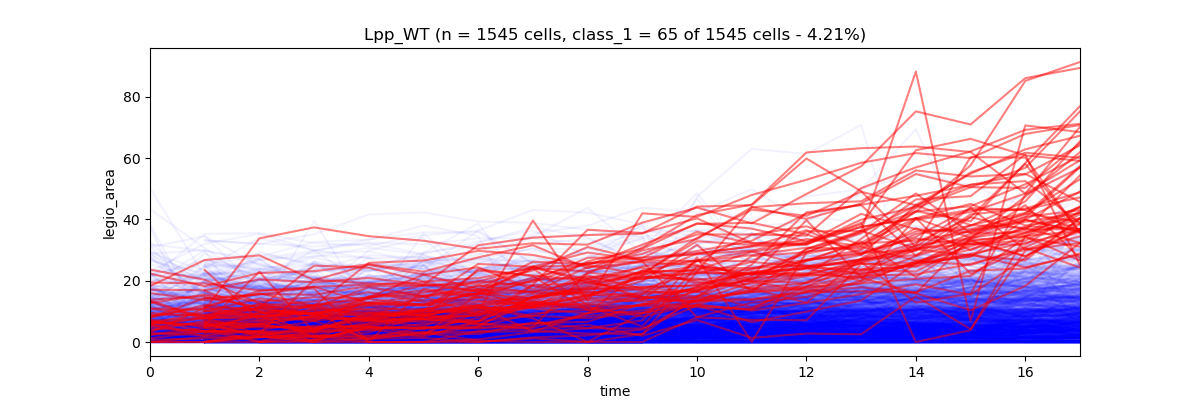 Lpp_WT (n = 1545 cells, class_1 = 65 of 1545 cells - 4.21%)
legio_area
80
60
40
20
0
0 2 4 6 8 10 12 14 16
time